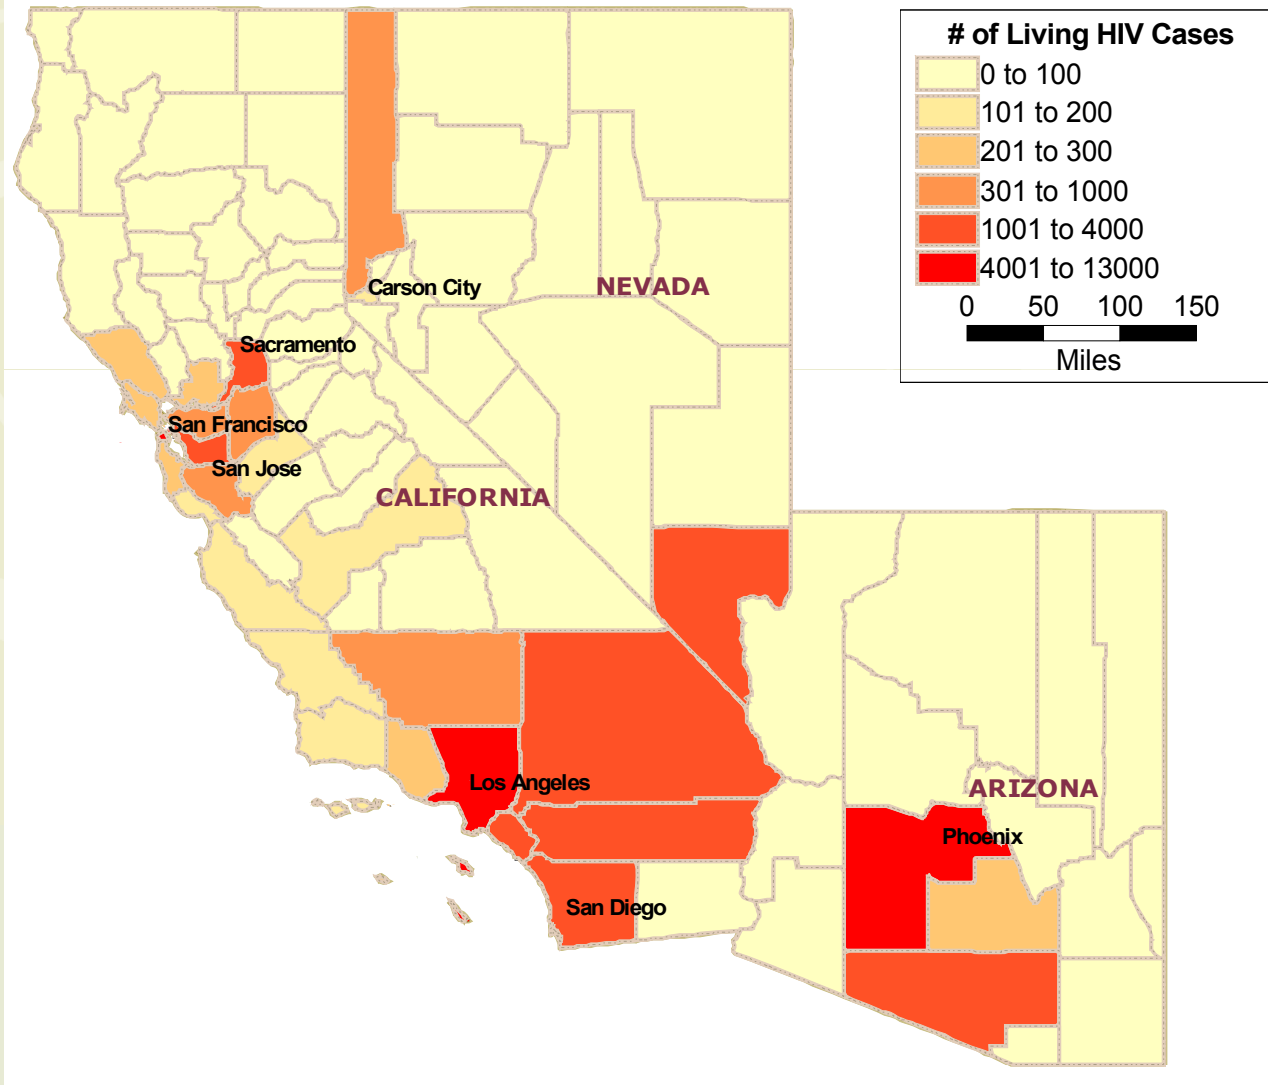 # of Living HIV Cases
0 to 100
101 to 200
201 to 300
301 to 1000
1001 to 4000
4001 to 13000
0 50 100 150
Miles
Carson City
NEVADA
Sacramento
San Francisco
San Jose
CALIFORNIA
Los Angeles
ARIZONA
Phoenix
San Diego